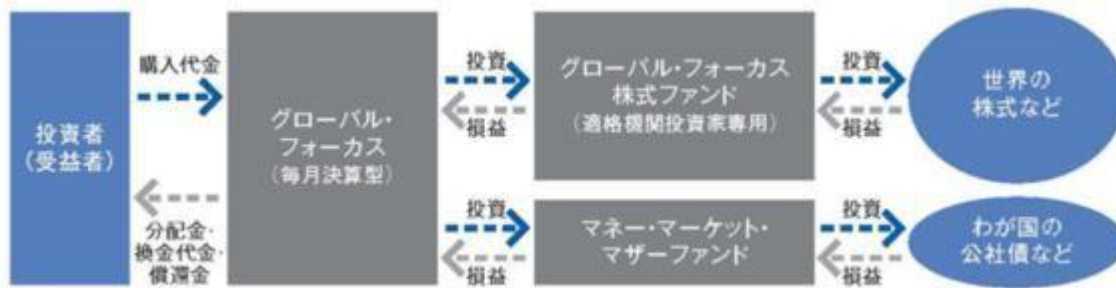 投資者
(受益者)
購入代金
分配金・
換金代金・
償還金
グローバル・
フォーカス
(毎月決算型)
投資
損益
グローバル・フォーカス
株式ファンド
(適格機関投資家専用)
投資
損益
世界の
株式など
投資
損益
マネー・マーケット・
マザーファンド
投資
損益
わが国の
公社債など